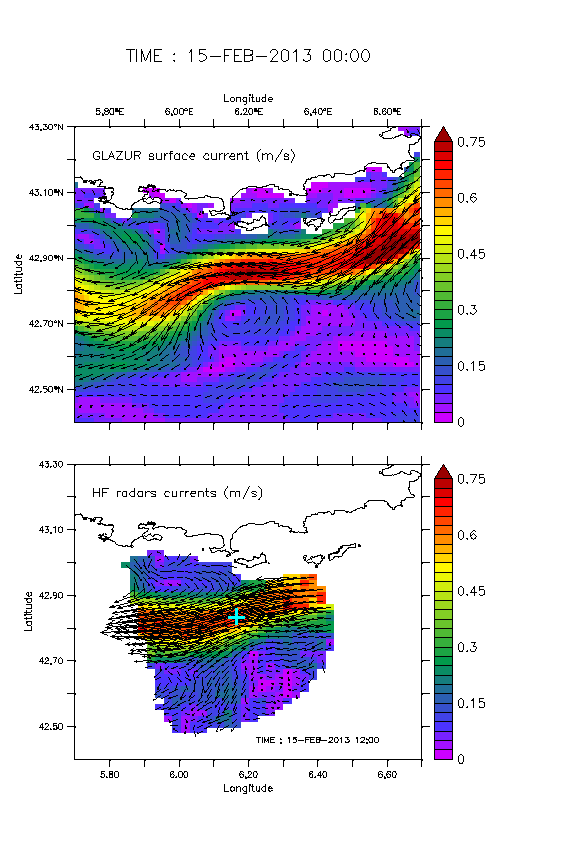 TIME : 15-FEB-2013 00:00
Longitude
5.80°E 6.00°E 6.20°E 6.40°E 6.60°E
43.30°N
GLAZUR surface current (m/s)
0.75
43.10°N
0.6
42.90°N
0.45
Latitude
0.3
42.70°N
0.15
42.50°N
0
43.30
HF radars currents (m/s)
0.75
43.10
0.6
42.90
0.45
Latitude
0.3
42.70
0.15
42.50
TIME : 15-FEB-2013 12:00
0
5.80 6.00 6.20 6.40 6.60
Longitude